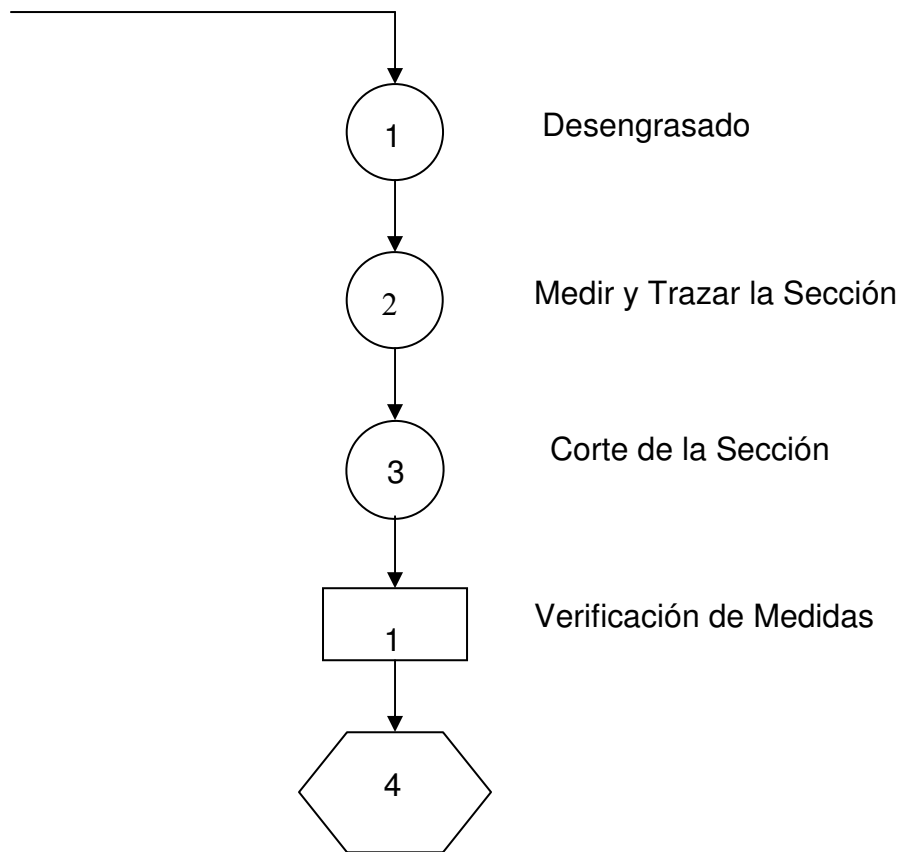 1
Desengrasado
2
Medir y Trazar la Sección
3
Corte de la Sección
1
Verificación de Medidas
4